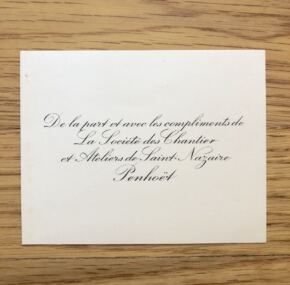 De la part et avec les compliments de
La Société des Chantier
et Ateliers de Saint-Nazaire
Penhoët